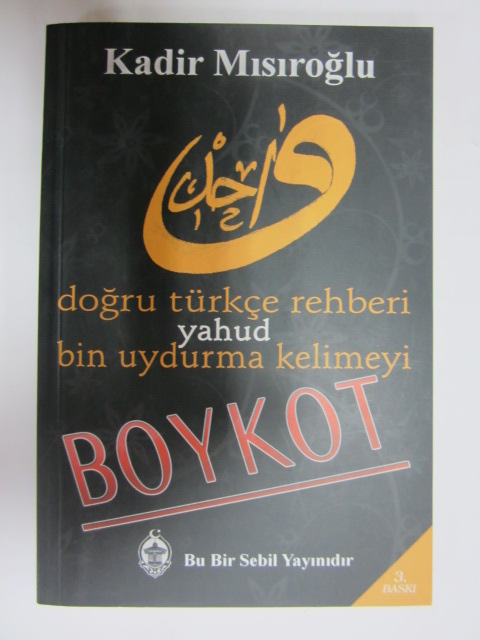 Kadir Mısıroğlu
doğru türkçe rehberi
yahud
bin uydurma kelimeyi
BOYKOT
Bu Bir Sebil Yayınıdır
3.
BASKI